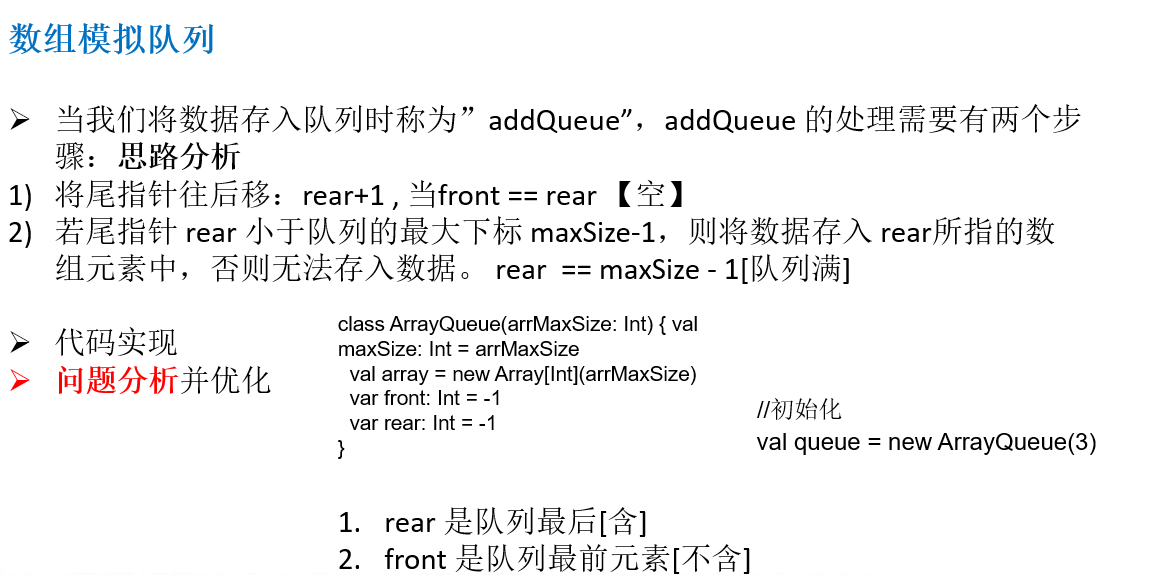 数组模拟队列
➢ 当我们将数据存入队列时称为”addQueue”，addQueue 的处理需要有两个步
骤：思路分析
1) 将尾指针往后移：rear+1 , 当front == rear 【空】
2) 若尾指针 rear 小于队列的最大下标 maxSize-1，则将数据存入 rear所指的数
组元素中，否则无法存入数据。 rear  == maxSize - 1[队列满]
➢ 代码实现
➢ 问题分析并优化
class ArrayQueue(arrMaxSize: Int) { val
maxSize: Int = arrMaxSize
  val array = new Array[Int](arrMaxSize)
  var front: Int = -1
  var rear: Int = -1
}
//初始化
val queue = new ArrayQueue(3)
1. rear 是队列最后[含]
2. front 是队列最前元素[不含]